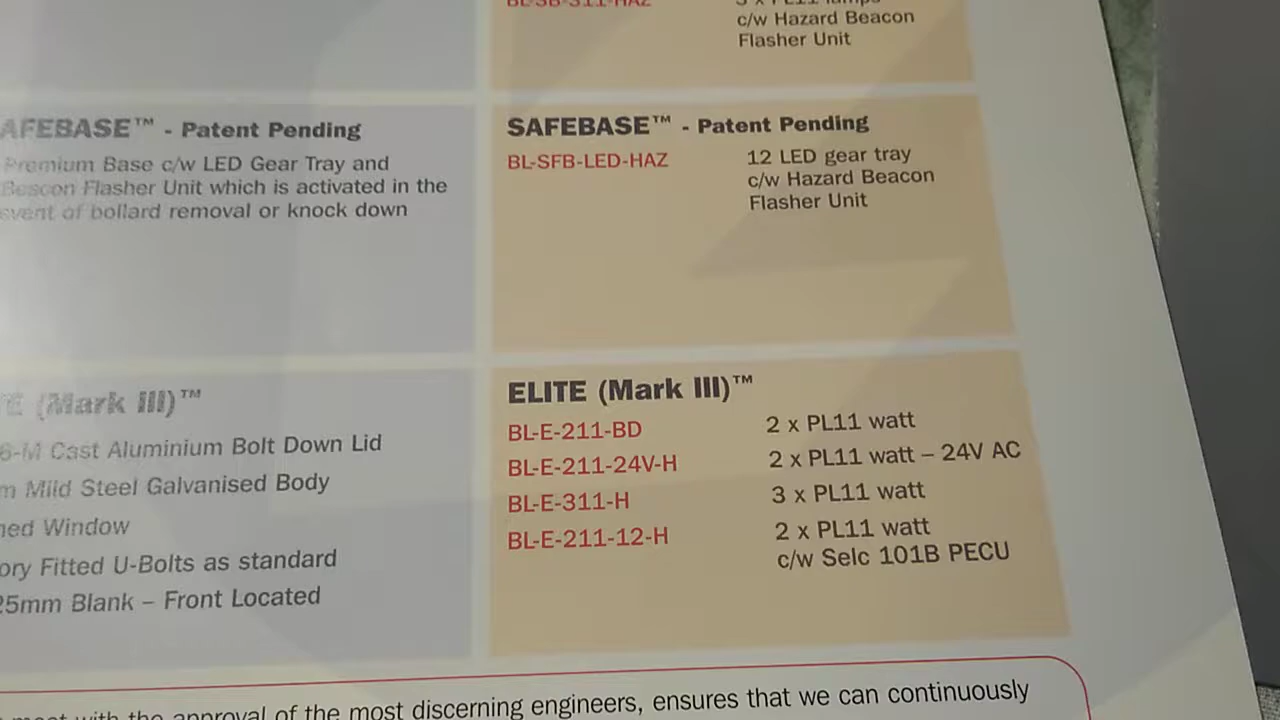 c/w Hazard Beacon
Flasher Unit
SAFEBASE™ - Patent Pending
Premium Base c/w LED Gear Tray and
Beacon Flasher Unit which is activated in the
event of bollard removal or knock down
SAFEBASE™ - Patent Pending
BL-SFB-LED-HAZ 12 LED gear tray
c/w Hazard Beacon
Flasher Unit
(Mark III)™
Cast Aluminium Bolt Down Lid
Mild Steel Galvanised Body
Window
Fitted U-Bolts as standard
25mm Blank – Front Located
ELITE (Mark III)™
BL-E-211-BD 2 x PL11 watt
BL-E-211-24V-H 2 x PL11 watt – 24V AC
BL-E-311-H 3 x PL11 watt
BL-E-211-12-H 2 x PL11 watt
c/w Selc 101B PECU
meet with the approval of the most discerning engineers, ensures that we can continuously